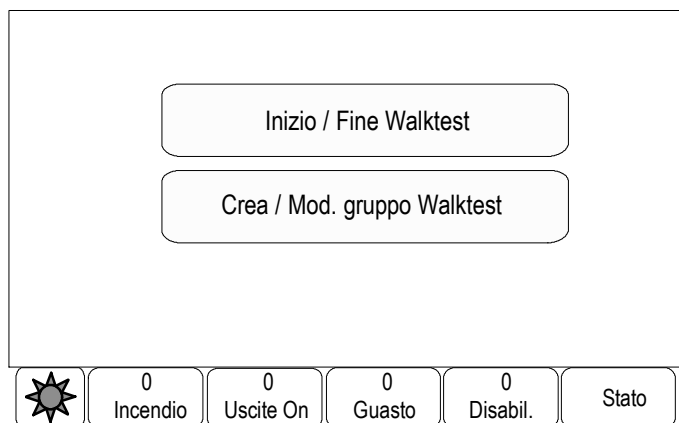 Inizio / Fine Walktest
Crea / Mod. gruppo Walktest
0
Incendio
0
Uscite On
0
Guasto
0
Disabil.
Stato